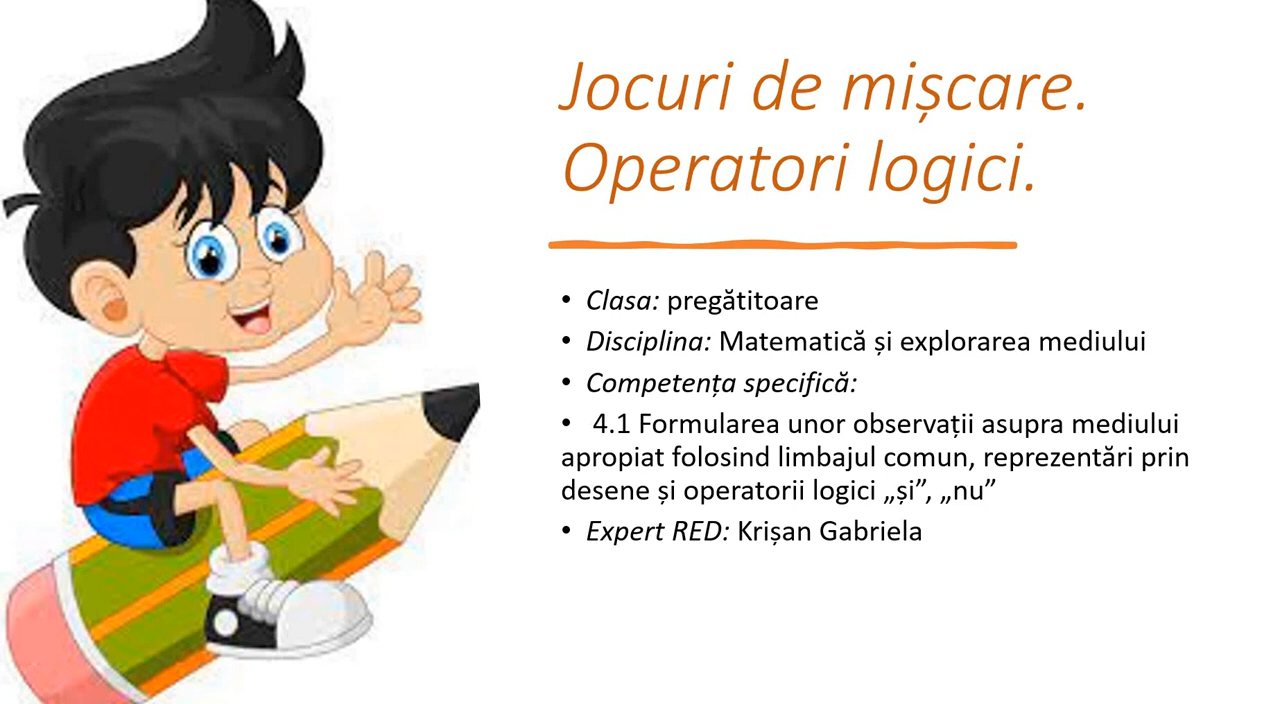 Jocuri de mișcare.
Operatori logici.
• Clasa: pregătitoare
• Disciplina: Matematică și explorarea mediului
• Competența specifică:
• 4.1 Formularea unor observații asupra mediului
apropiat folosind limbajul comun, reprezentări prin
desene și operatorii logici „și”, „nu”
• Expert RED: Krișan Gabriela